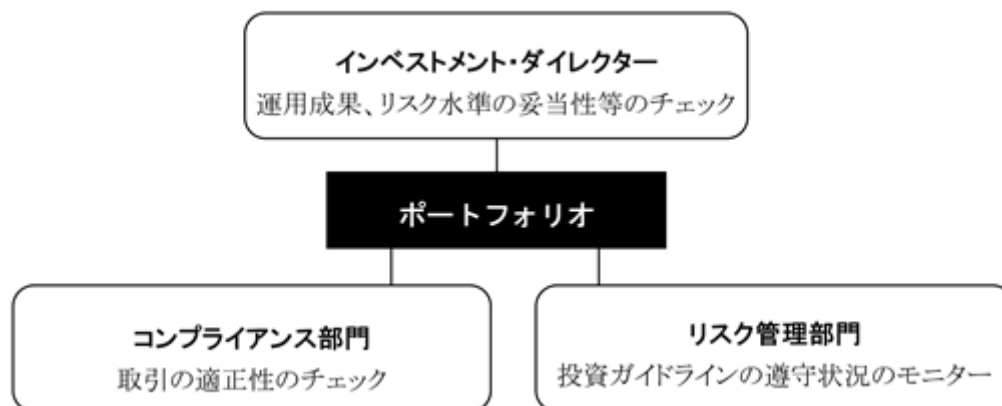 インベストメント・ダイレクター
運用成果、リスク水準の妥当性等のチェック
ポートフォリオ
コンプライアンス部門
取引の適正性のチェック
リスク管理部門
投資ガイドラインの遵守状況のモニター